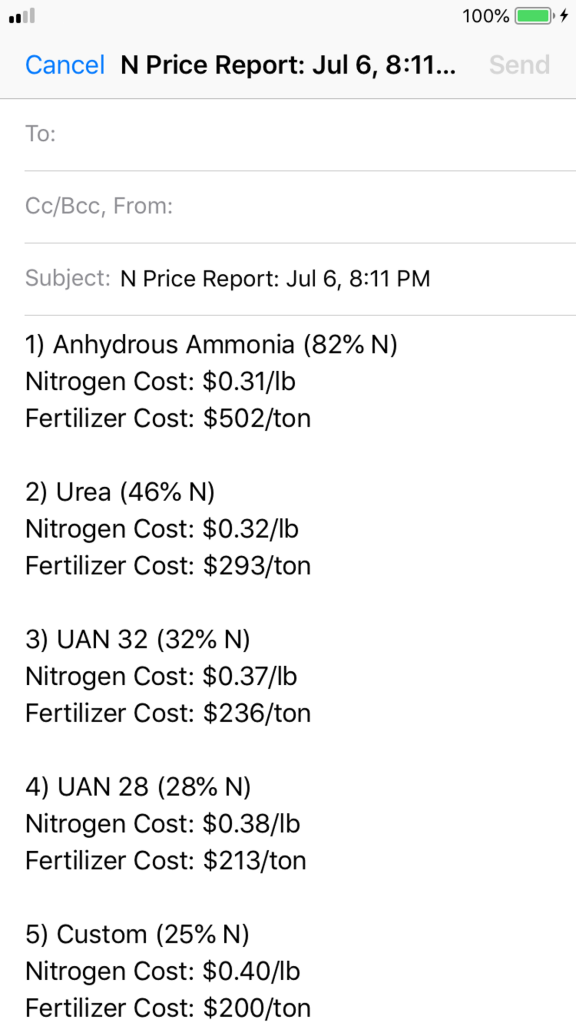 100%
Cancel N Price Report: Jul 6, 8:11... Send
To:
Cc/Bcc, From:
Subject: N Price Report: Jul 6, 8:11 PM
1) Anhydrous Ammonia (82% N)
Nitrogen Cost: $0.31/lb
Fertilizer Cost: $502/ton
2) Urea (46% N)
Nitrogen Cost: $0.32/lb
Fertilizer Cost: $293/ton
3) UAN 32 (32% N)
Nitrogen Cost: $0.37/lb
Fertilizer Cost: $236/ton
4) UAN 28 (28% N)
Nitrogen Cost: $0.38/lb
Fertilizer Cost: $213/ton
5) Custom (25% N)
Nitrogen Cost: $0.40/lb
Fertilizer Cost: $200/ton